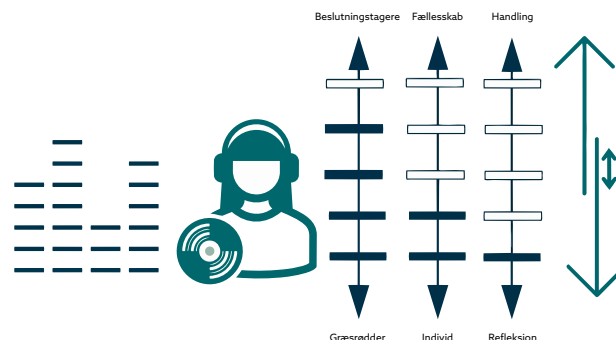 Beslutningstagere Fællesskab Handling
Græsrødder Individ Refleksion